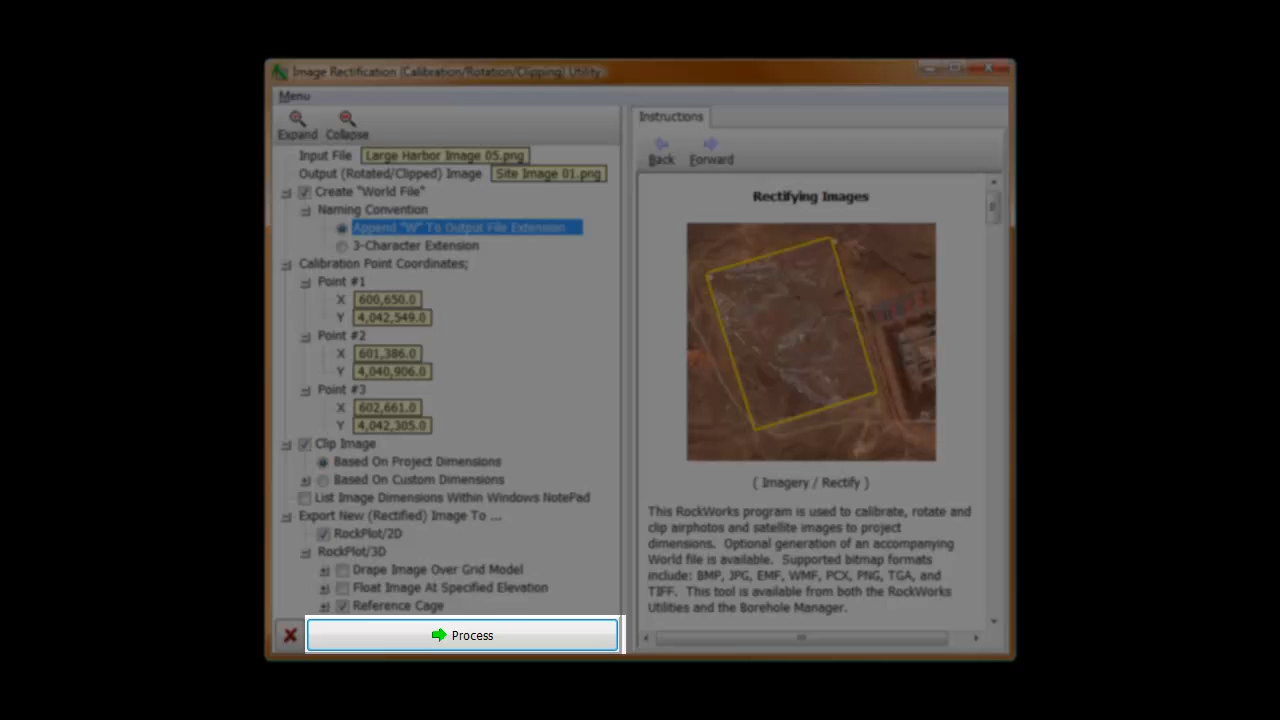 Image Rectification (Calibration/Rotation/Clipping) Utility
Menu
Expand Collapse
Input File Large Harbor Image 05.png
Output (Rotated/Clipped) Image Site Image 01.png
Create "World File"
Naming Convention
Append "W" To Output File Extension
3-Character Extension
Calibration Point Coordinates;
Point #1
X 600,650.0
Y 4,042,549.0
Point #2
X 601,386.0
Y 4,040,906.0
Point #3
X 602,661.0
Y 4,042,305.0
Clip Image
Based On Project Dimensions
Based On Custom Dimensions
List Image Dimensions Within Windows NotePad
Export New (Rectified) Image To ...
RockPlot/2D
RockPlot/3D
Drape Image Over Grid Model
Float Image At Specified Elevation
Reference Cage
Process
Instructions
Back Forward
Rectifying Images
( Imagery / Rectify )
This RockWorks program is used to calibrate, rotate and
clip airphotos and satellite images to project
dimensions. Optional generation of an accompanying
World file is available. Supported bitmap formats
include: BMP, JPG, EMF, WMF, PCX, PNG, TGA, and
TIFF. This tool is available from both the RockWorks
Utilities and the Borehole Manager.